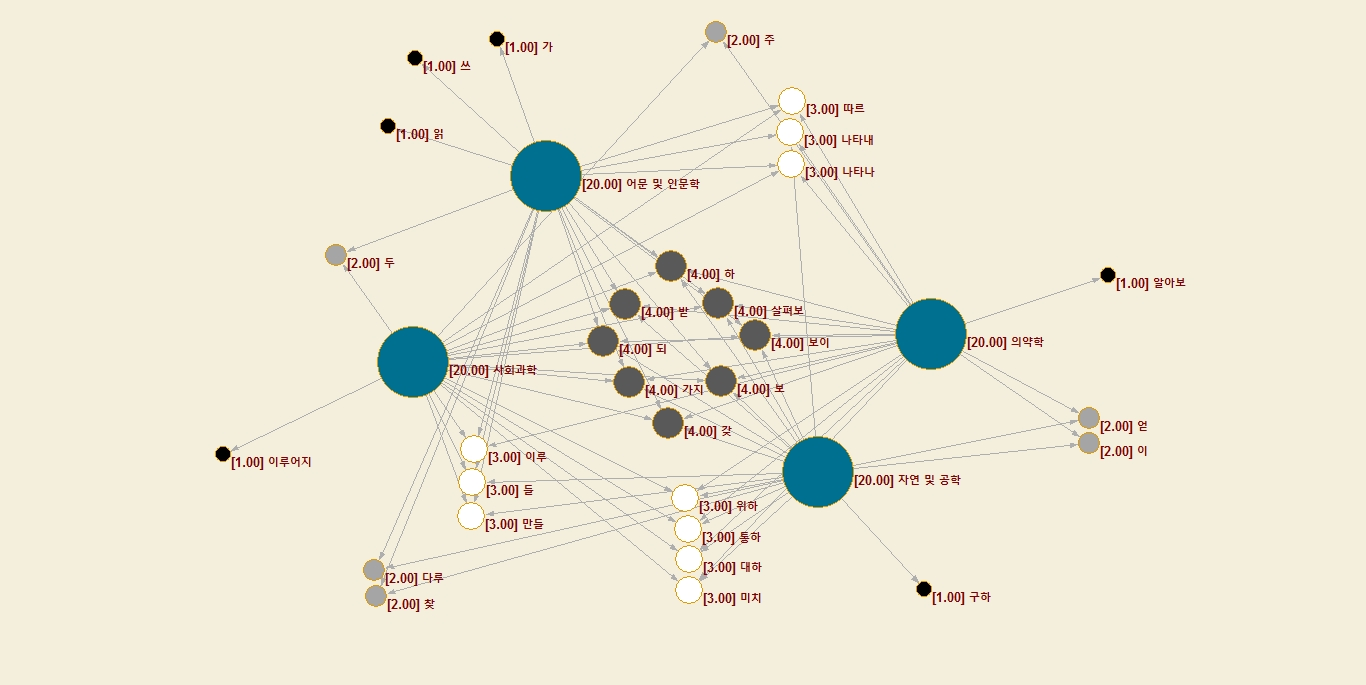 [1.00] 가
[2.00] 주
[1.00] 쓰
[3.00] 따르
[1.00] 읽
[3.00] 나타내
[3.00] 나타나
[20.00] 어문 및 인문학
[2.00] 두
[4.00] 하
[1.00] 알아보
[4.00] 받
[4.00] 살펴보
[4.00] 되
[4.00] 보이
[20.00] 의약학
[20.00] 사회과학
[4.00] 가지
[4.00] 보
[2.00] 얻
[4.00] 갖
[2.00] 이
[3.00] 이루
[1.00] 이루어지
[20.00] 자연 및 공학
[3.00] 들
[3.00] 위하
[3.00] 만들
[3.00] 통하
[3.00] 대하
[2.00] 다루
[1.00] 구하
[3.00] 미치
[2.00] 찾